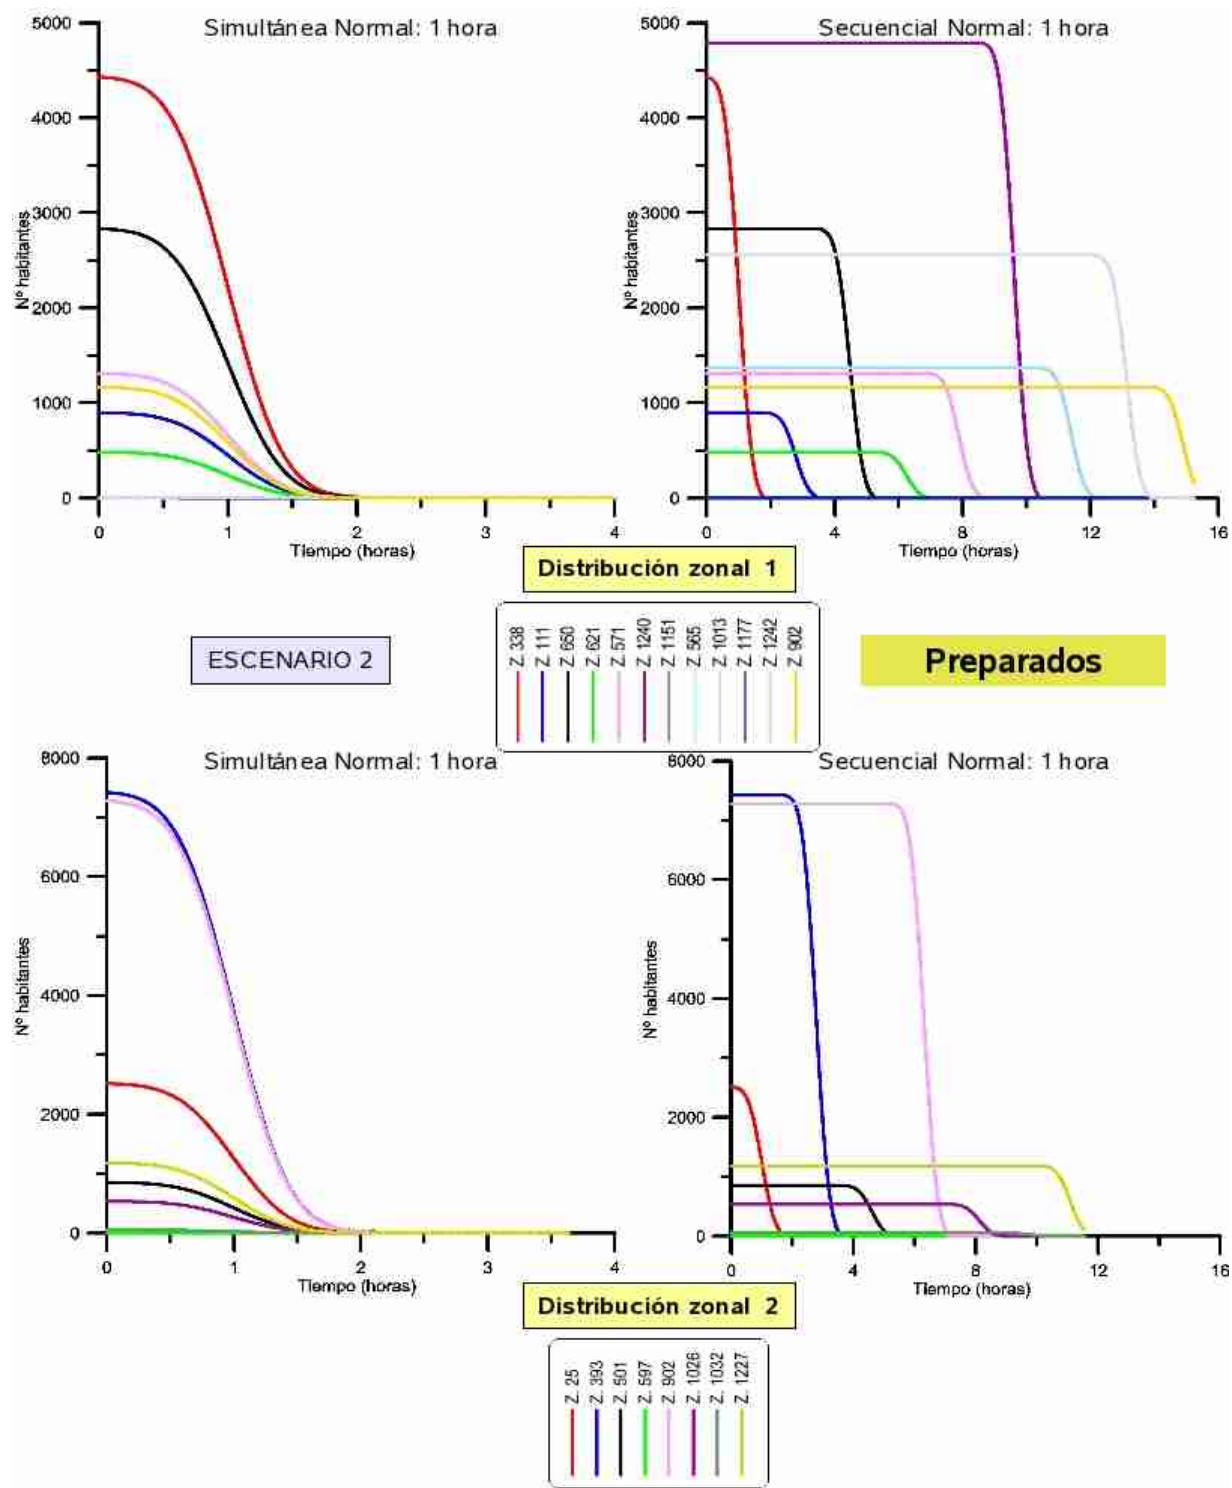 Simultánea Normal: 1 hora
Secuencial Normal: 1 hora
5000
4000
3000
2000
1000
0
Nº habitantes
0 1 2 3 4
Tiempo (horas)
5000
4000
3000
2000
1000
0
Nº habitantes
0 4 8 12 16
Tiempo (horas)
Distribución zonal 1
Z. 338
Z. 111
Z. 650
Z. 621
Z. 571
Z. 1240
Z. 1151
Z. 565
Z. 1013
Z. 1177
Z. 1242
Z. 902
ESCENARIO 2
Preparados
Simultánea Normal: 1 hora
Secuencial Normal: 1 hora
8000
6000
4000
2000
0
Nº habitantes
0 1 2 3 4
Tiempo (horas)
8000
6000
4000
2000
0
Nº habitantes
0 4 8 12 16
Tiempo (horas)
Distribución zonal 2
Z. 25
Z. 393
Z. 501
Z. 597
Z. 902
Z. 1026
Z. 1032
Z. 1227